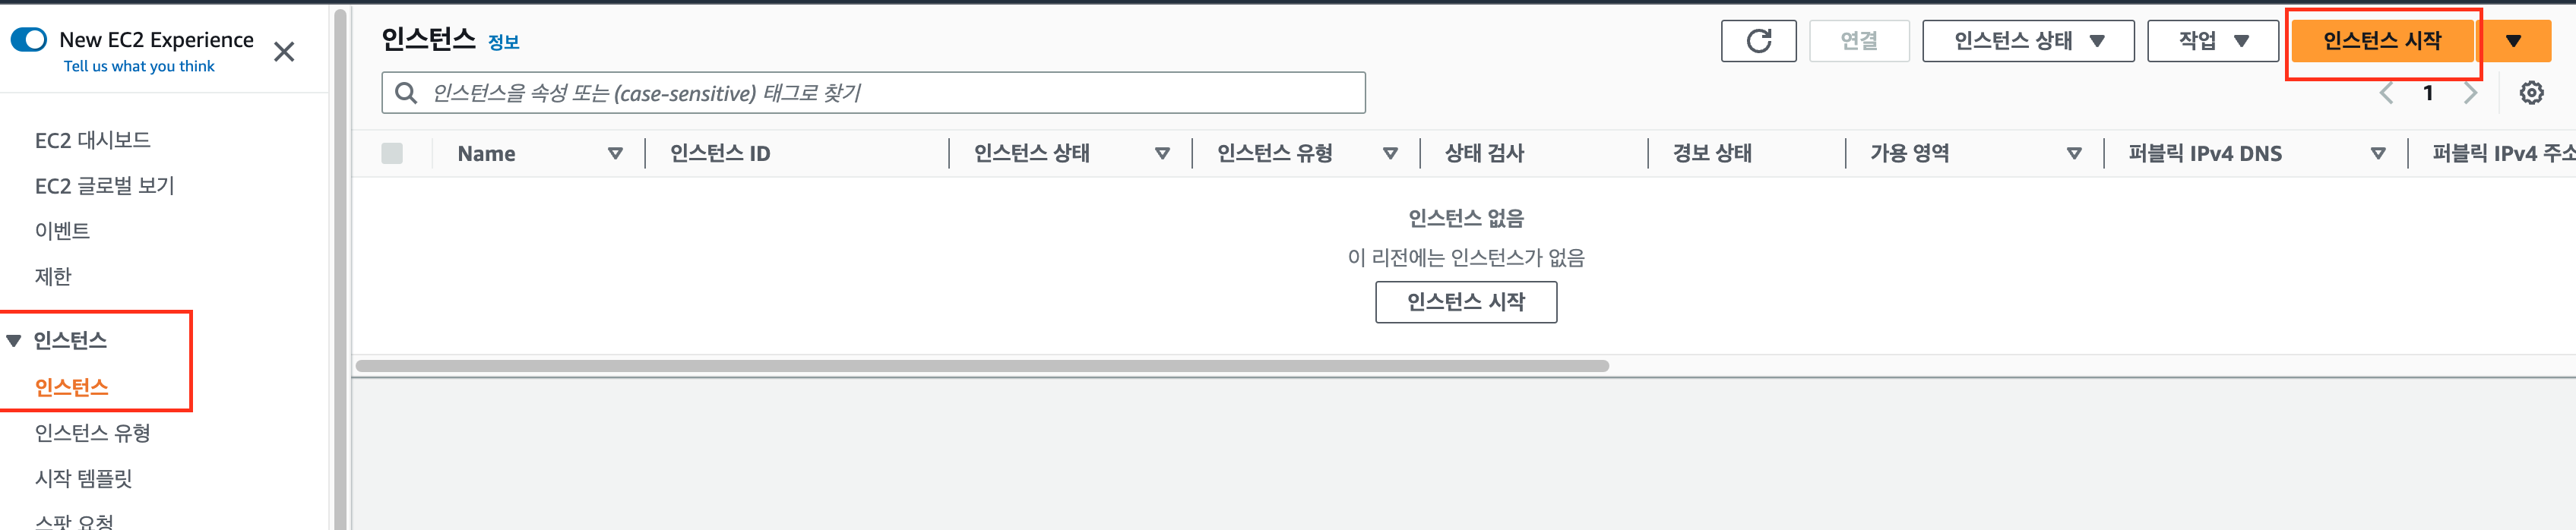 New EC2 Experience
Tell us what you think
EC2 대시보드
EC2 글로벌 보기
이벤트
제한
인스턴스
인스턴스
인스턴스 유형
시작 템플릿
스팟 요청
인스턴스 정보
연결 인스턴스 상태 작업 인스턴스 시작
인스턴스를 속성 또는 (case-sensitive) 태그로 찾기
1
Name 인스턴스 ID 인스턴스 상태 인스턴스 유형 상태 검사 경보 상태 가용 영역 퍼블릭 IPv4 DNS 퍼블릭 IPv4 주소
인스턴스 없음
이 리전에는 인스턴스가 없음
인스턴스 시작